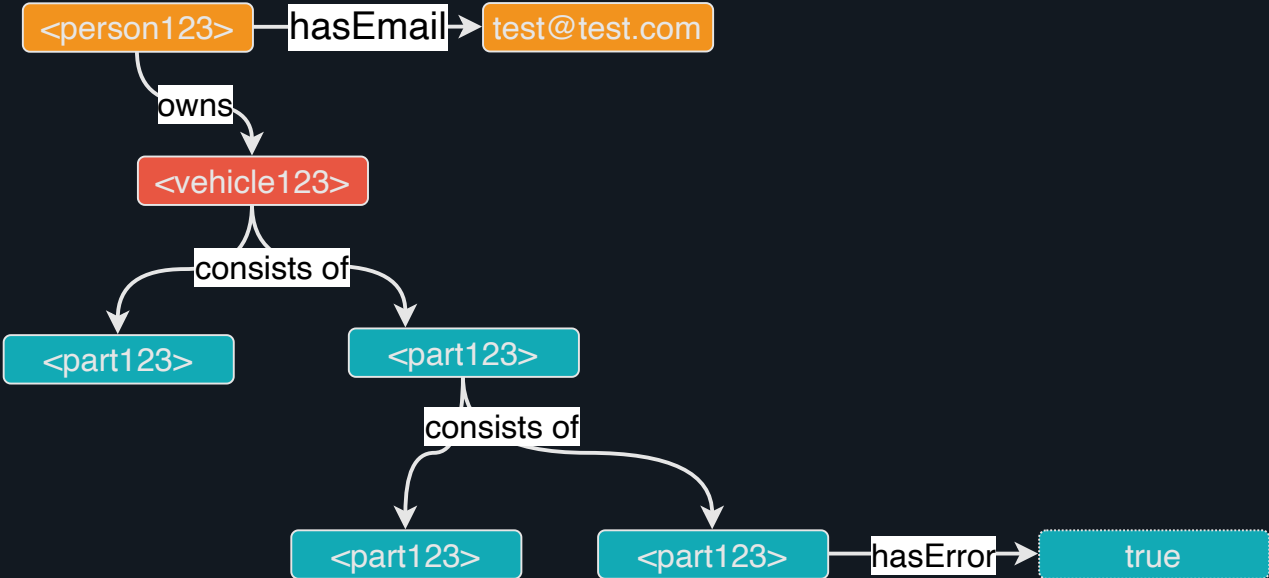 <person123>
hasEmail
test@test.com
owns
<vehicle123>
consists of
<part123>
<part123>
consists of
<part123>
<part123>
hasError
true